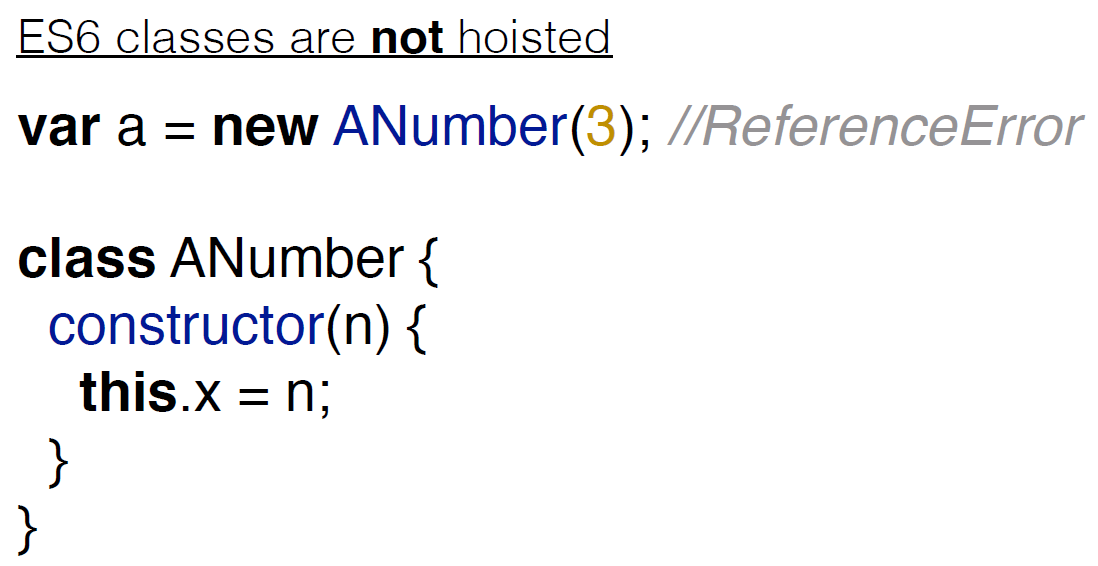 ES6 classes are not hoisted
var a = new ANumber(3); //ReferenceError
class ANumber {
constructor(n) {
this.x = n;
}
}